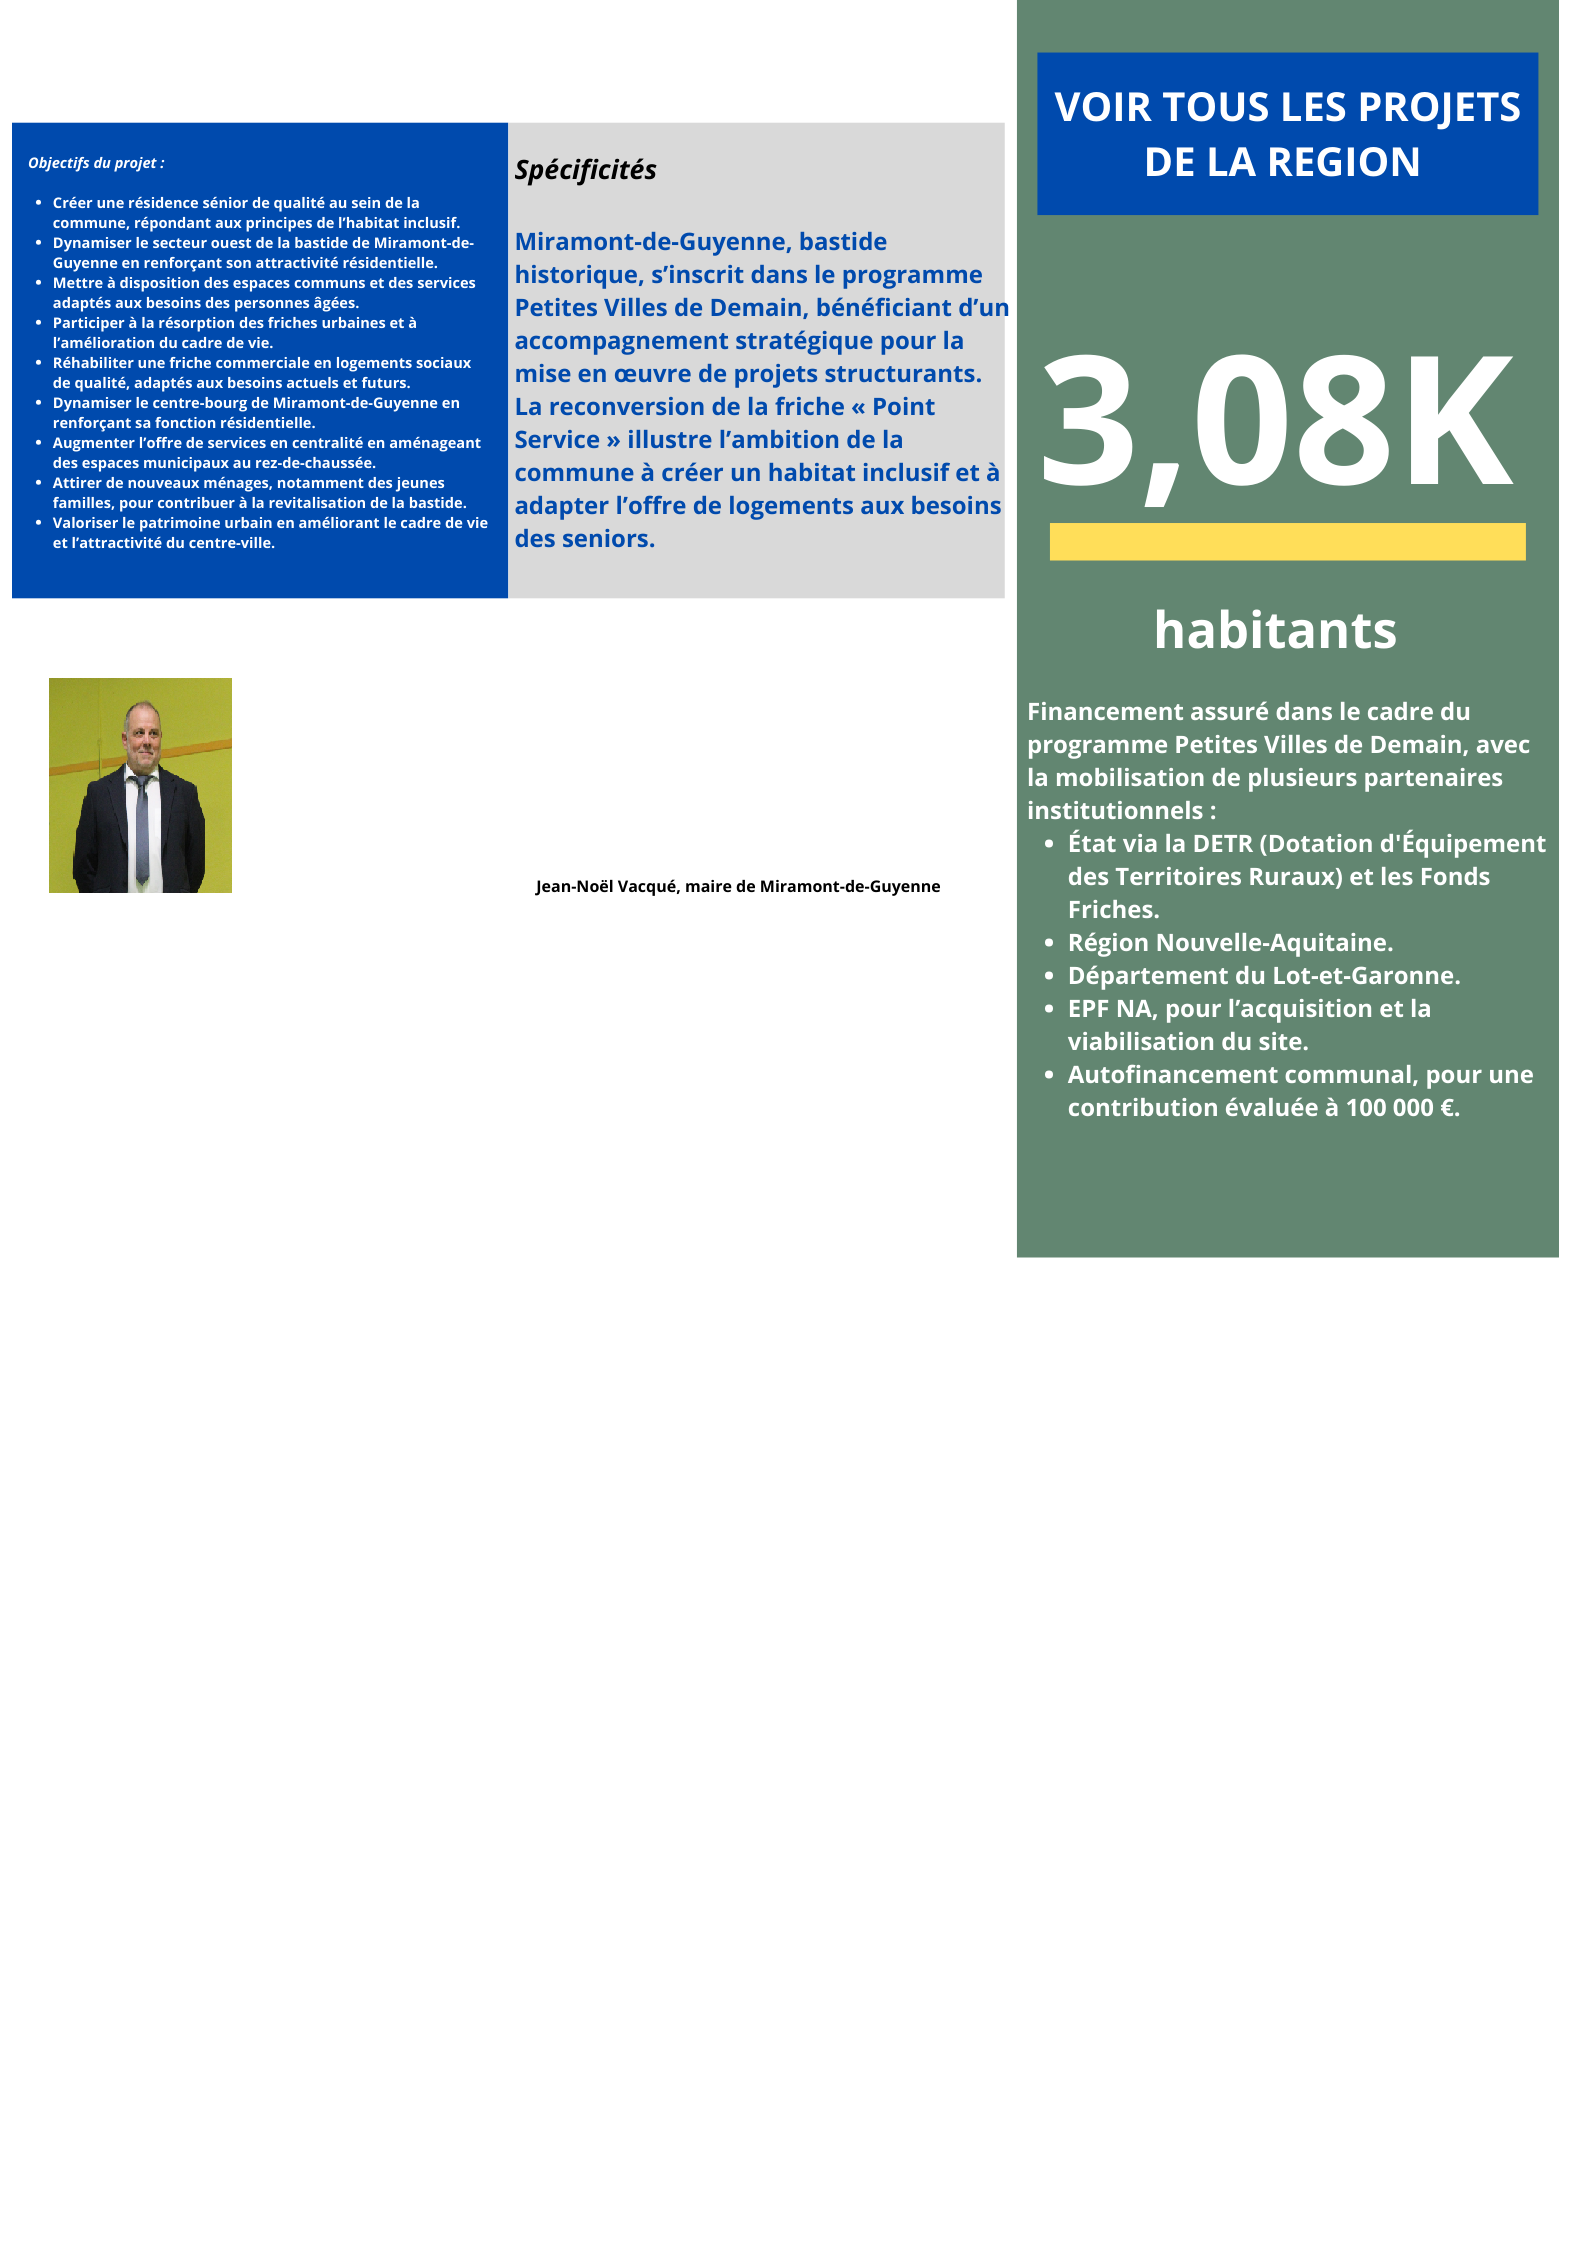 Objectifs du projet :
Créer une résidence sénior de qualité au sein de la
commune, répondant aux principes de l’habitat inclusif.
Dynamiser le secteur ouest de la bastide de Miramont-de-
Guyenne en renforçant son attractivité résidentielle.
Mettre à disposition des espaces communs et des services
adaptés aux besoins des personnes âgées.
Participer à la résorption des friches urbaines et à
l’amélioration du cadre de vie.
Réhabiliter une friche commerciale en logements sociaux
de qualité, adaptés aux besoins actuels et futurs.
Dynamiser le centre-bourg de Miramont-de-Guyenne en
renforçant sa fonction résidentielle.
Augmenter l’offre de services en centralité en aménageant
des espaces municipaux au rez-de-chaussée.
Attirer de nouveaux ménages, notamment des jeunes
familles, pour contribuer à la revitalisation de la bastide.
Valoriser le patrimoine urbain en améliorant le cadre de vie
et l’attractivité du centre-ville.
Spécificités
Miramont-de-Guyenne, bastide
historique, s’inscrit dans le programme
Petites Villes de Demain, bénéficiant d’un
accompagnement stratégique pour la
mise en œuvre de projets structurants.
La reconversion de la friche « Point
Service » illustre l’ambition de la
commune à créer un habitat inclusif et à
adapter l’offre de logements aux besoins
des seniors.
Jean-Noël Vacqué, maire de Miramont-de-Guyenne
VOIR TOUS LES PROJETS
DE LA REGION
3,08K
habitants
Financement assuré dans le cadre du
programme Petites Villes de Demain, avec
la mobilisation de plusieurs partenaires
institutionnels :
État via la DETR (Dotation d'Équipement
des Territoires Ruraux) et les Fonds
Friches.
Région Nouvelle-Aquitaine.
Département du Lot-et-Garonne.
EPF NA, pour l’acquisition et la
viabilisation du site.
Autofinancement communal, pour une
contribution évaluée à 100 000 €.